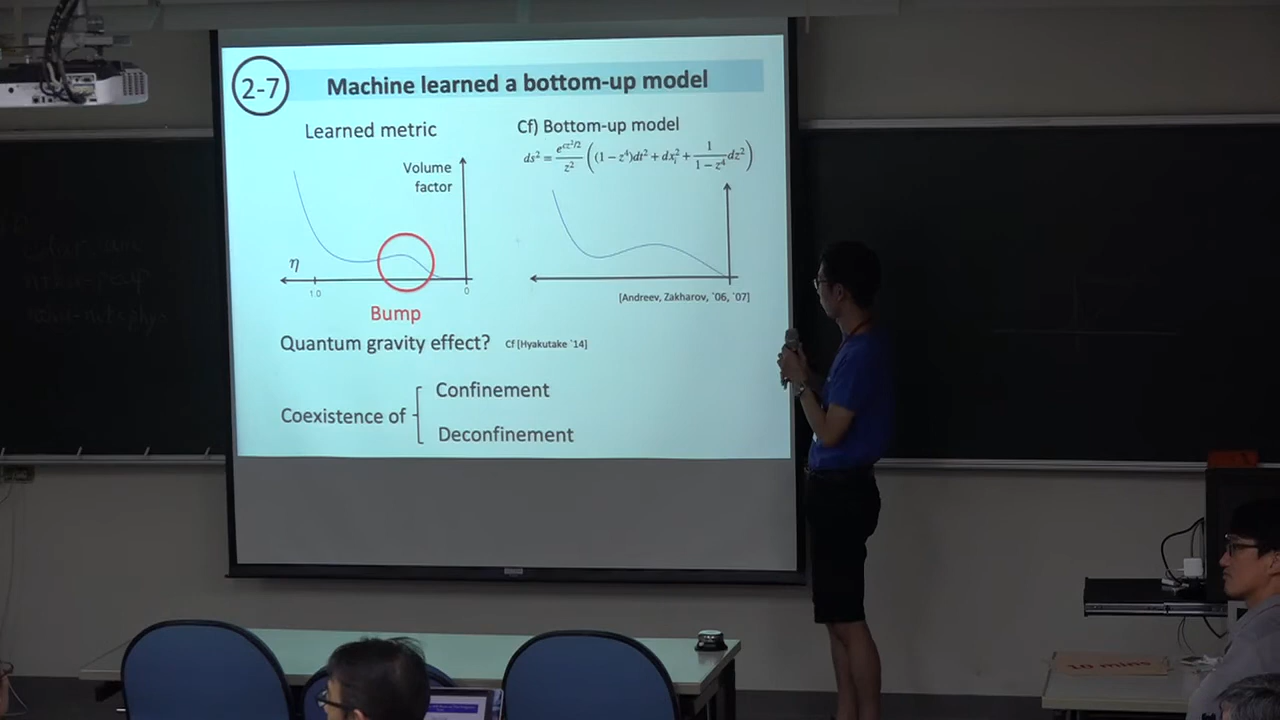 2-7
Machine learned a bottom-up model
Learned metric
Volume
factor
η
1.0
0
Bump
Cf) Bottom-up model
ds² = e^{cz²/2}/z² ((1 − z⁴)dt² + dx_i² + 1/(1 − z⁴) dz²)
[Andreev, Zakharov, `06, `07]
Quantum gravity effect? Cf [Hyakutake `14]
Coexistence of
Confinement
Deconfinement
10 mins